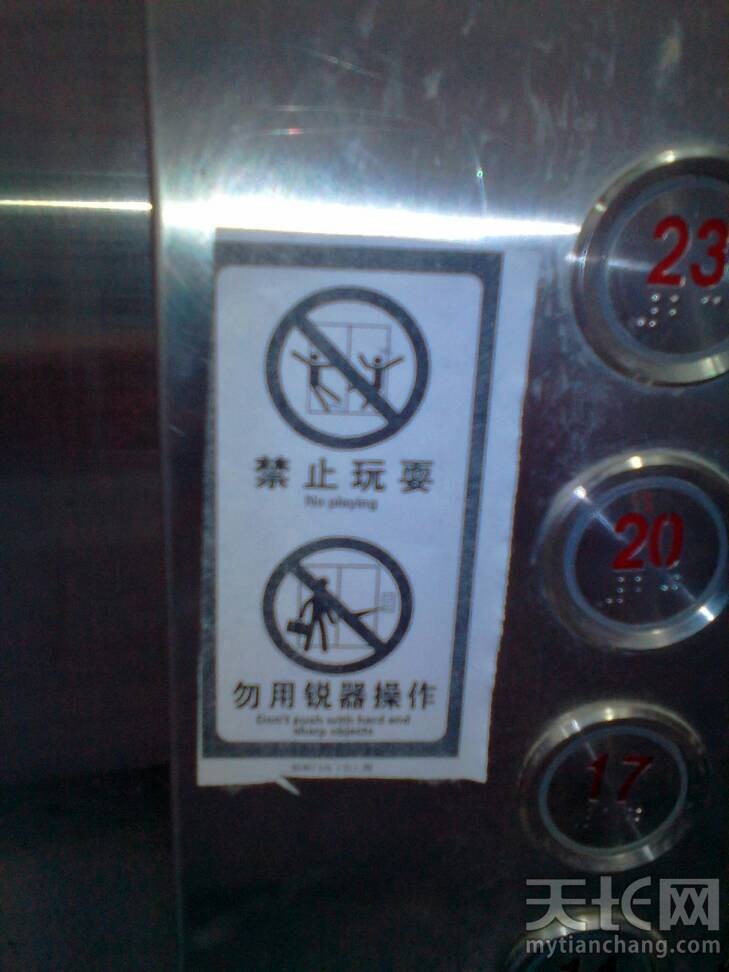 23
禁止玩耍
No playing
20
勿用锐器操作
Don't push with hard and
sharp objects
17
天长网
mytianchang.com